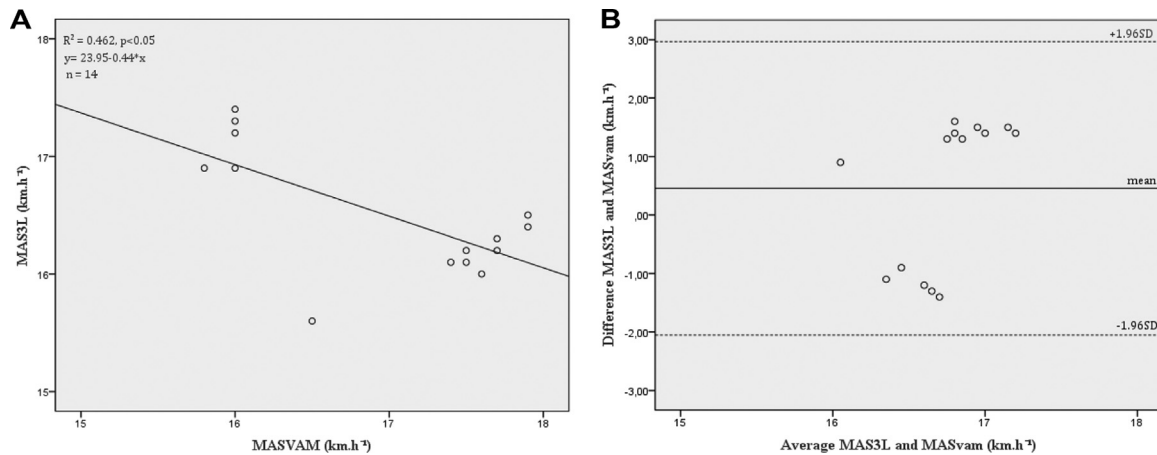 A
R² = 0.462, p<0.05
y= 23.95-0.44*x
n = 14
18
17
16
15
MAS3L (km.h⁻¹)
15
16
17
18
MASVAM (km.h⁻¹)
B
+1.96SD
mean
-1.96SD
3,00
2,00
1,00
,00
-1,00
-2,00
-3,00
Difference MAS3L and MASvam (km.h⁻¹)
15
16
17
18
Average MAS3L and MASvam (km.h⁻¹)